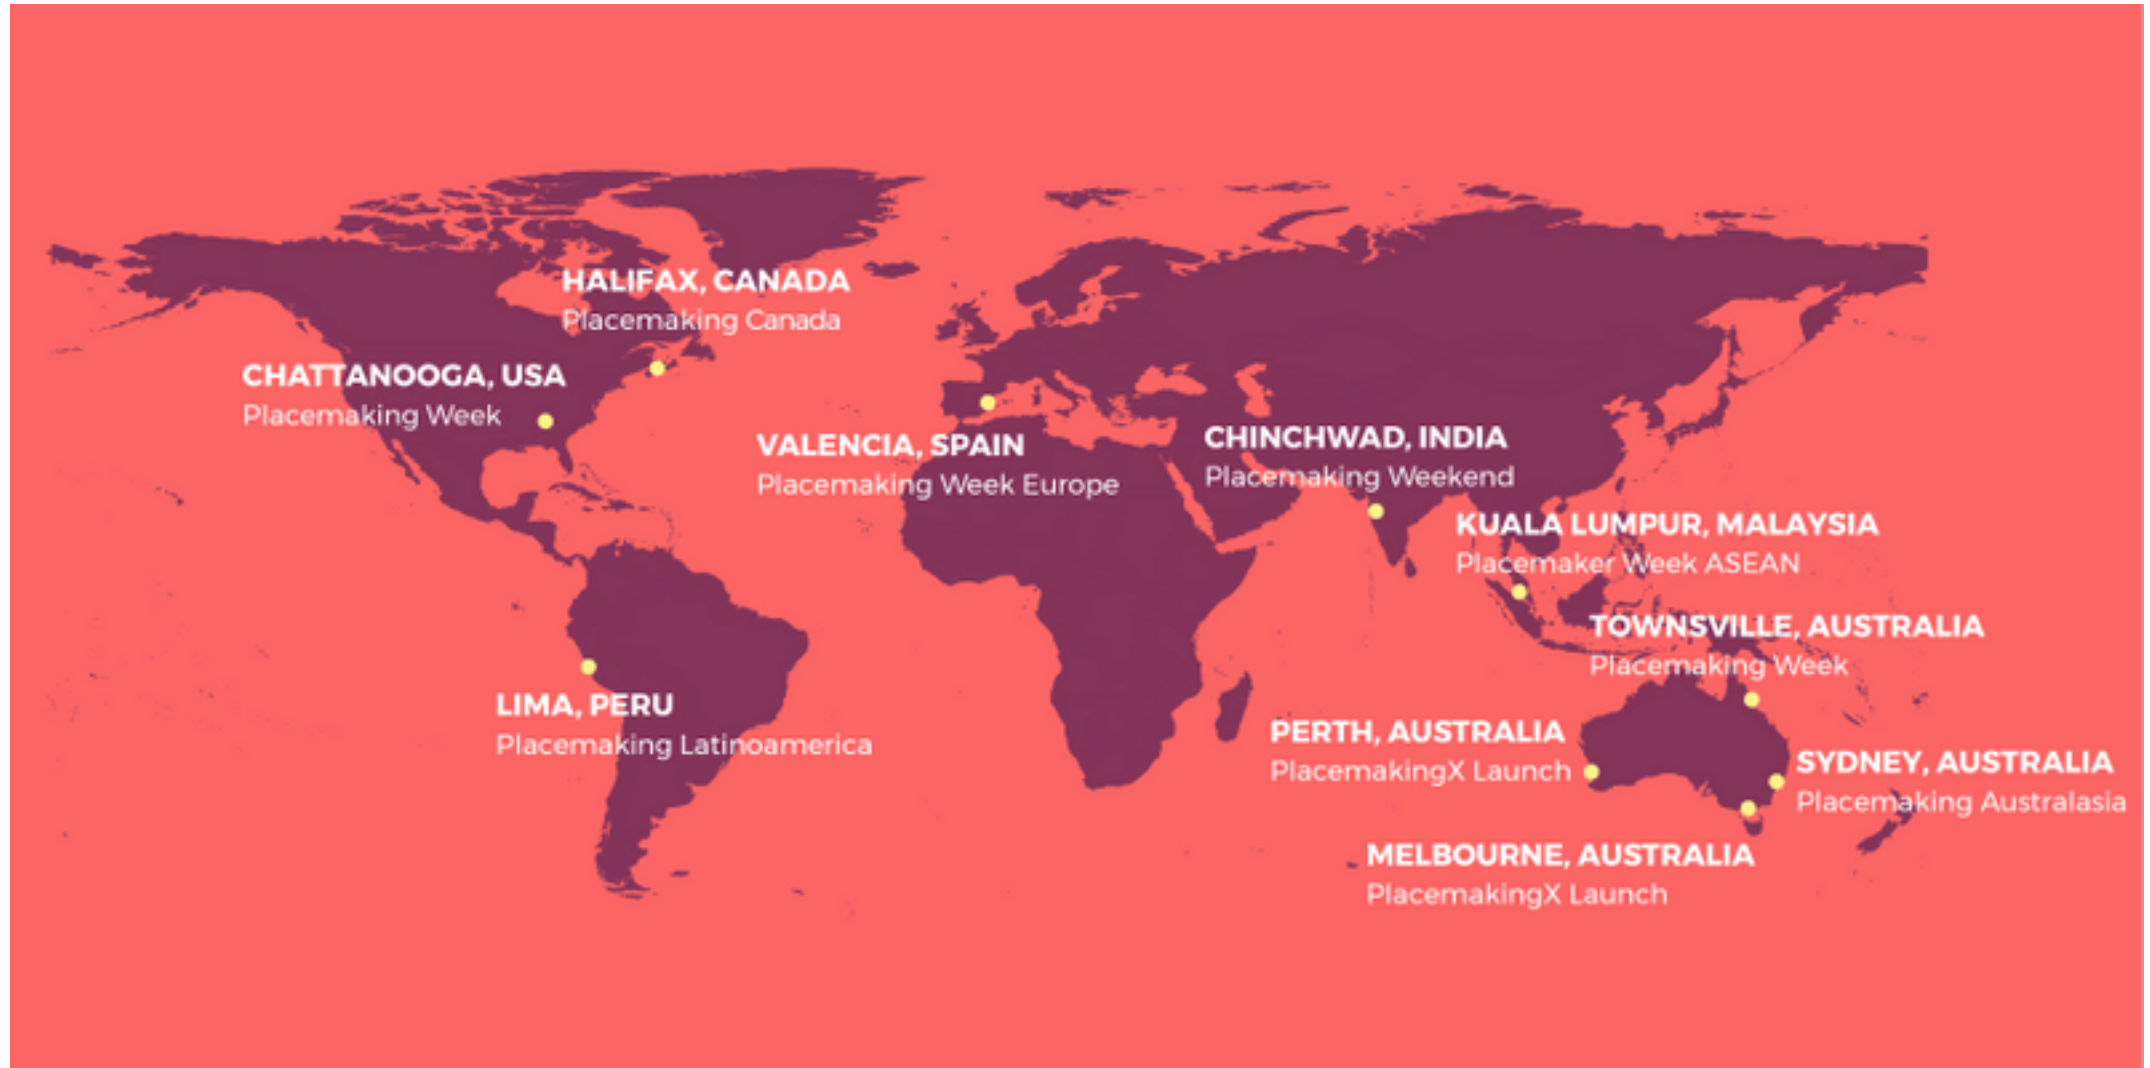 HALIFAX, CANADA
Placemaking Canada
CHATTANOOGA, USA
Placemaking Week
VALENCIA, SPAIN
Placemaking Week Europe
CHINCHWAD, INDIA
Placemaking Weekend
KUALA LUMPUR, MALAYSIA
Placemaker Week ASEAN
TOWNSVILLE, AUSTRALIA
Placemaking Week
LIMA, PERU
Placemaking Latinoamerica
PERTH, AUSTRALIA
PlacemakingX Launch
SYDNEY, AUSTRALIA
Placemaking Australasia
MELBOURNE, AUSTRALIA
PlacemakingX Launch